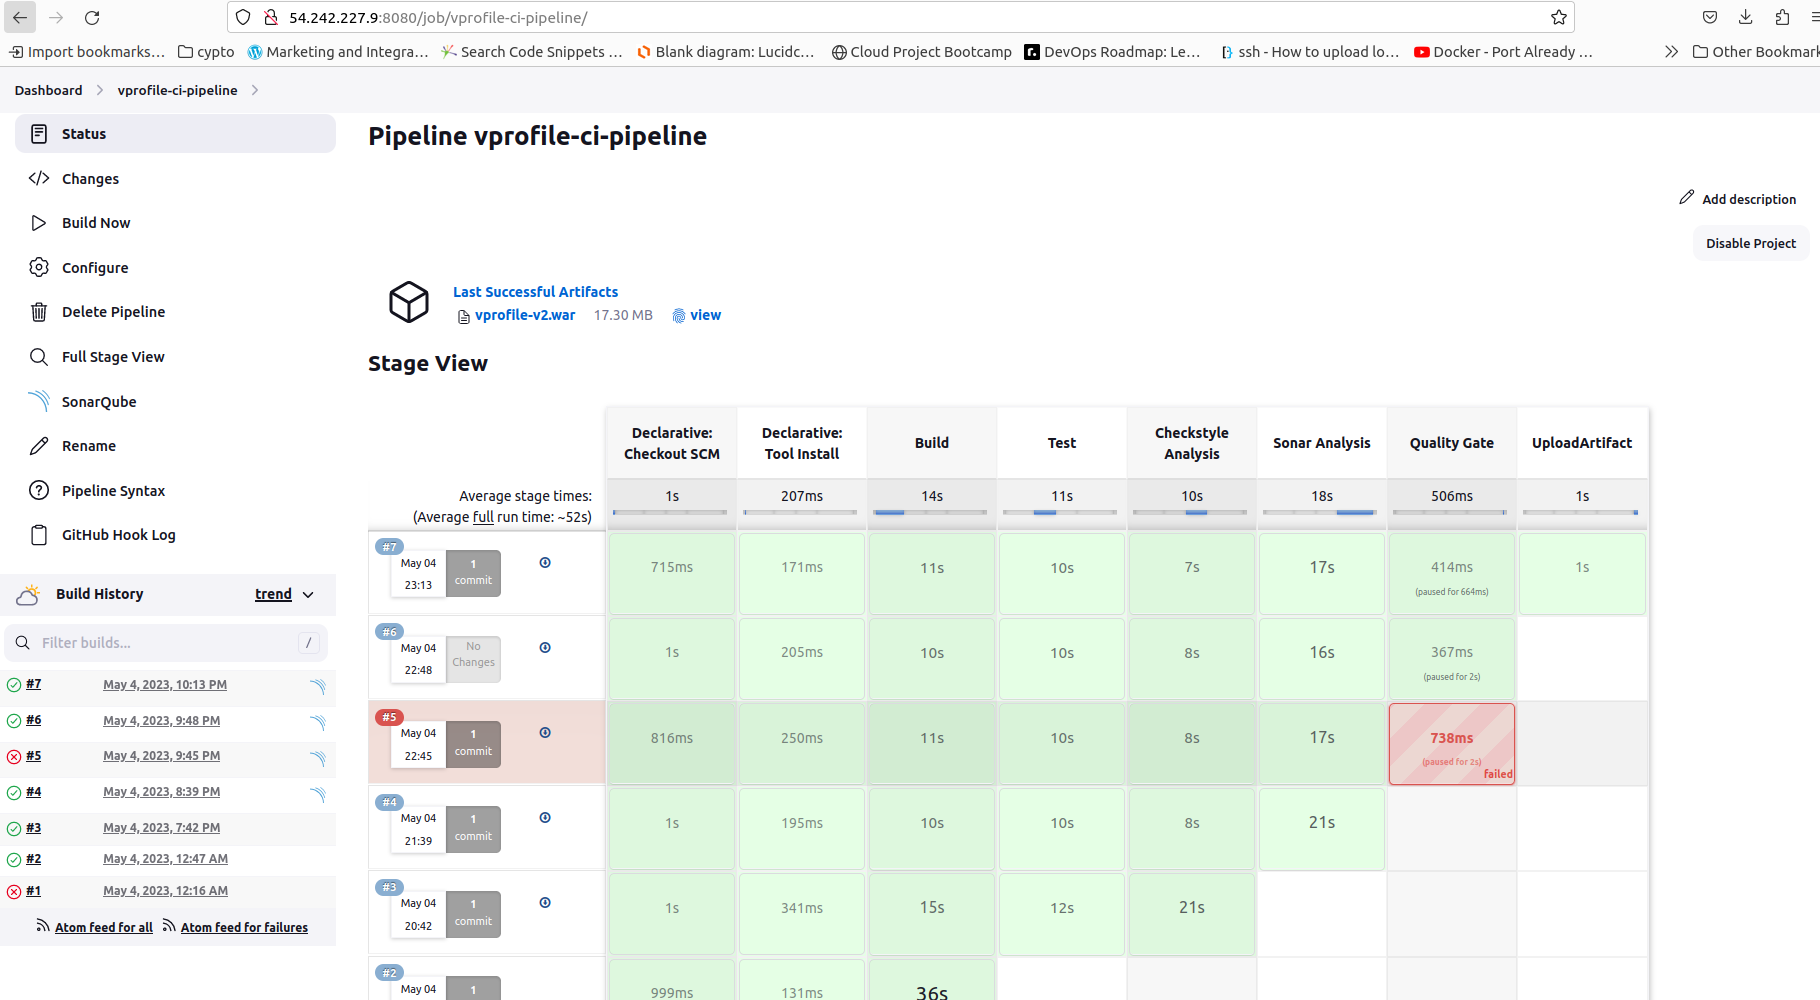 54.242.227.9:8080/job/vprofile-ci-pipeline/
Import bookmarks... cypto Marketing and Integra... Search Code Snippets ... Blank diagram: Lucidc... Cloud Project Bootcamp DevOps Roadmap: Le... ssh - How to upload lo... Docker - Port Already ... Other Bookmar
Dashboard vprofile-ci-pipeline
Status
Changes
Build Now
Configure
Delete Pipeline
Full Stage View
SonarQube
Rename
Pipeline Syntax
GitHub Hook Log
Build History trend
Filter builds... /
#7 May 4, 2023, 10:13 PM
#6 May 4, 2023, 9:48 PM
#5 May 4, 2023, 9:45 PM
#4 May 4, 2023, 8:39 PM
#3 May 4, 2023, 7:42 PM
#2 May 4, 2023, 12:47 AM
#1 May 4, 2023, 12:16 AM
Atom feed for all Atom feed for failures
Pipeline vprofile-ci-pipeline
Add description
Disable Project
Last Successful Artifacts
vprofile-v2.war 17.30 MB view
Stage View
Declarative: Checkout SCM
Declarative: Tool Install
Build
Test
Checkstyle Analysis
Sonar Analysis
Quality Gate
UploadArtifact
Average stage times:
(Average full run time: ~52s)
1s 207ms 14s 11s 10s 18s 506ms 1s
#7
May 04
23:13
1
commit
715ms 171ms 11s 10s 7s 17s 414ms 1s
(paused for 664ms)
#6
May 04
22:48
No
Changes
1s 205ms 10s 10s 8s 16s 367ms
(paused for 2s)
#5
May 04
22:45
1
commit
816ms 250ms 11s 10s 8s 17s 738ms
(paused for 2s)
failed
#4
May 04
21:39
1
commit
1s 195ms 10s 10s 8s 21s
#3
May 04
20:42
1
commit
1s 341ms 15s 12s 21s
#2
May 04
1
999ms 131ms 36s